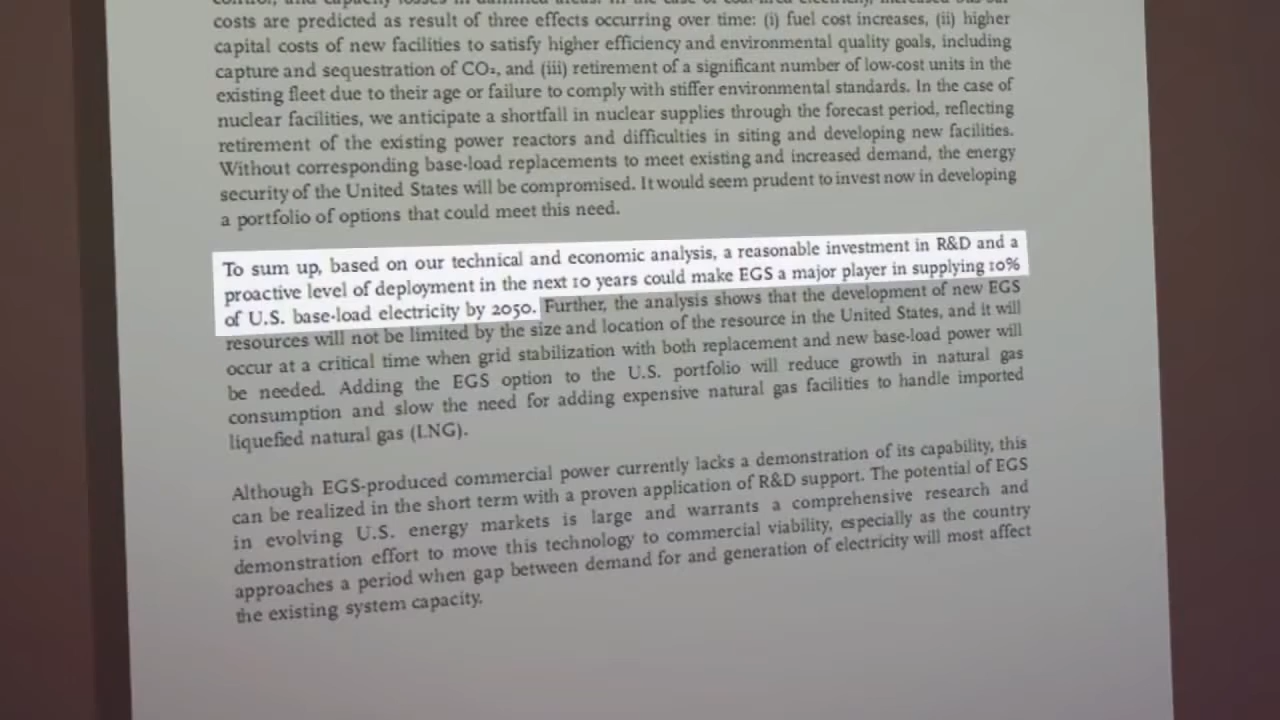 costs are predicted as result of three effects occurring over time: (i) fuel cost increases, (ii) higher
capital costs of new facilities to satisfy higher efficiency and environmental quality goals, including
capture and sequestration of CO₂, and (iii) retirement of a significant number of low-cost units in the
existing fleet due to their age or failure to comply with stiffer environmental standards. In the case of
nuclear facilities, we anticipate a shortfall in nuclear supplies through the forecast period, reflecting
retirement of the existing power reactors and difficulties in siting and developing new facilities.
Without corresponding base-load replacements to meet existing and increased demand, the energy
security of the United States will be compromised. It would seem prudent to invest now in developing
a portfolio of options that could meet this need.
To sum up, based on our technical and economic analysis, a reasonable investment in R&D and a
proactive level of deployment in the next 10 years could make EGS a major player in supplying 10%
of U.S. base-load electricity by 2050. Further, the analysis shows that the development of new EGS
resources will not be limited by the size and location of the resource in the United States, and it will
occur at a critical time when grid stabilization with both replacement and new base-load power will
be needed. Adding the EGS option to the U.S. portfolio will reduce growth in natural gas
consumption and slow the need for adding expensive natural gas facilities to handle imported
liquefied natural gas (LNG).
Although EGS-produced commercial power currently lacks a demonstration of its capability, this
can be realized in the short term with a proven application of R&D support. The potential of EGS
in evolving U.S. energy markets is large and warrants a comprehensive research and
demonstration effort to move this technology to commercial viability, especially as the country
approaches a period when gap between demand for and generation of electricity will most affect
the existing system capacity.